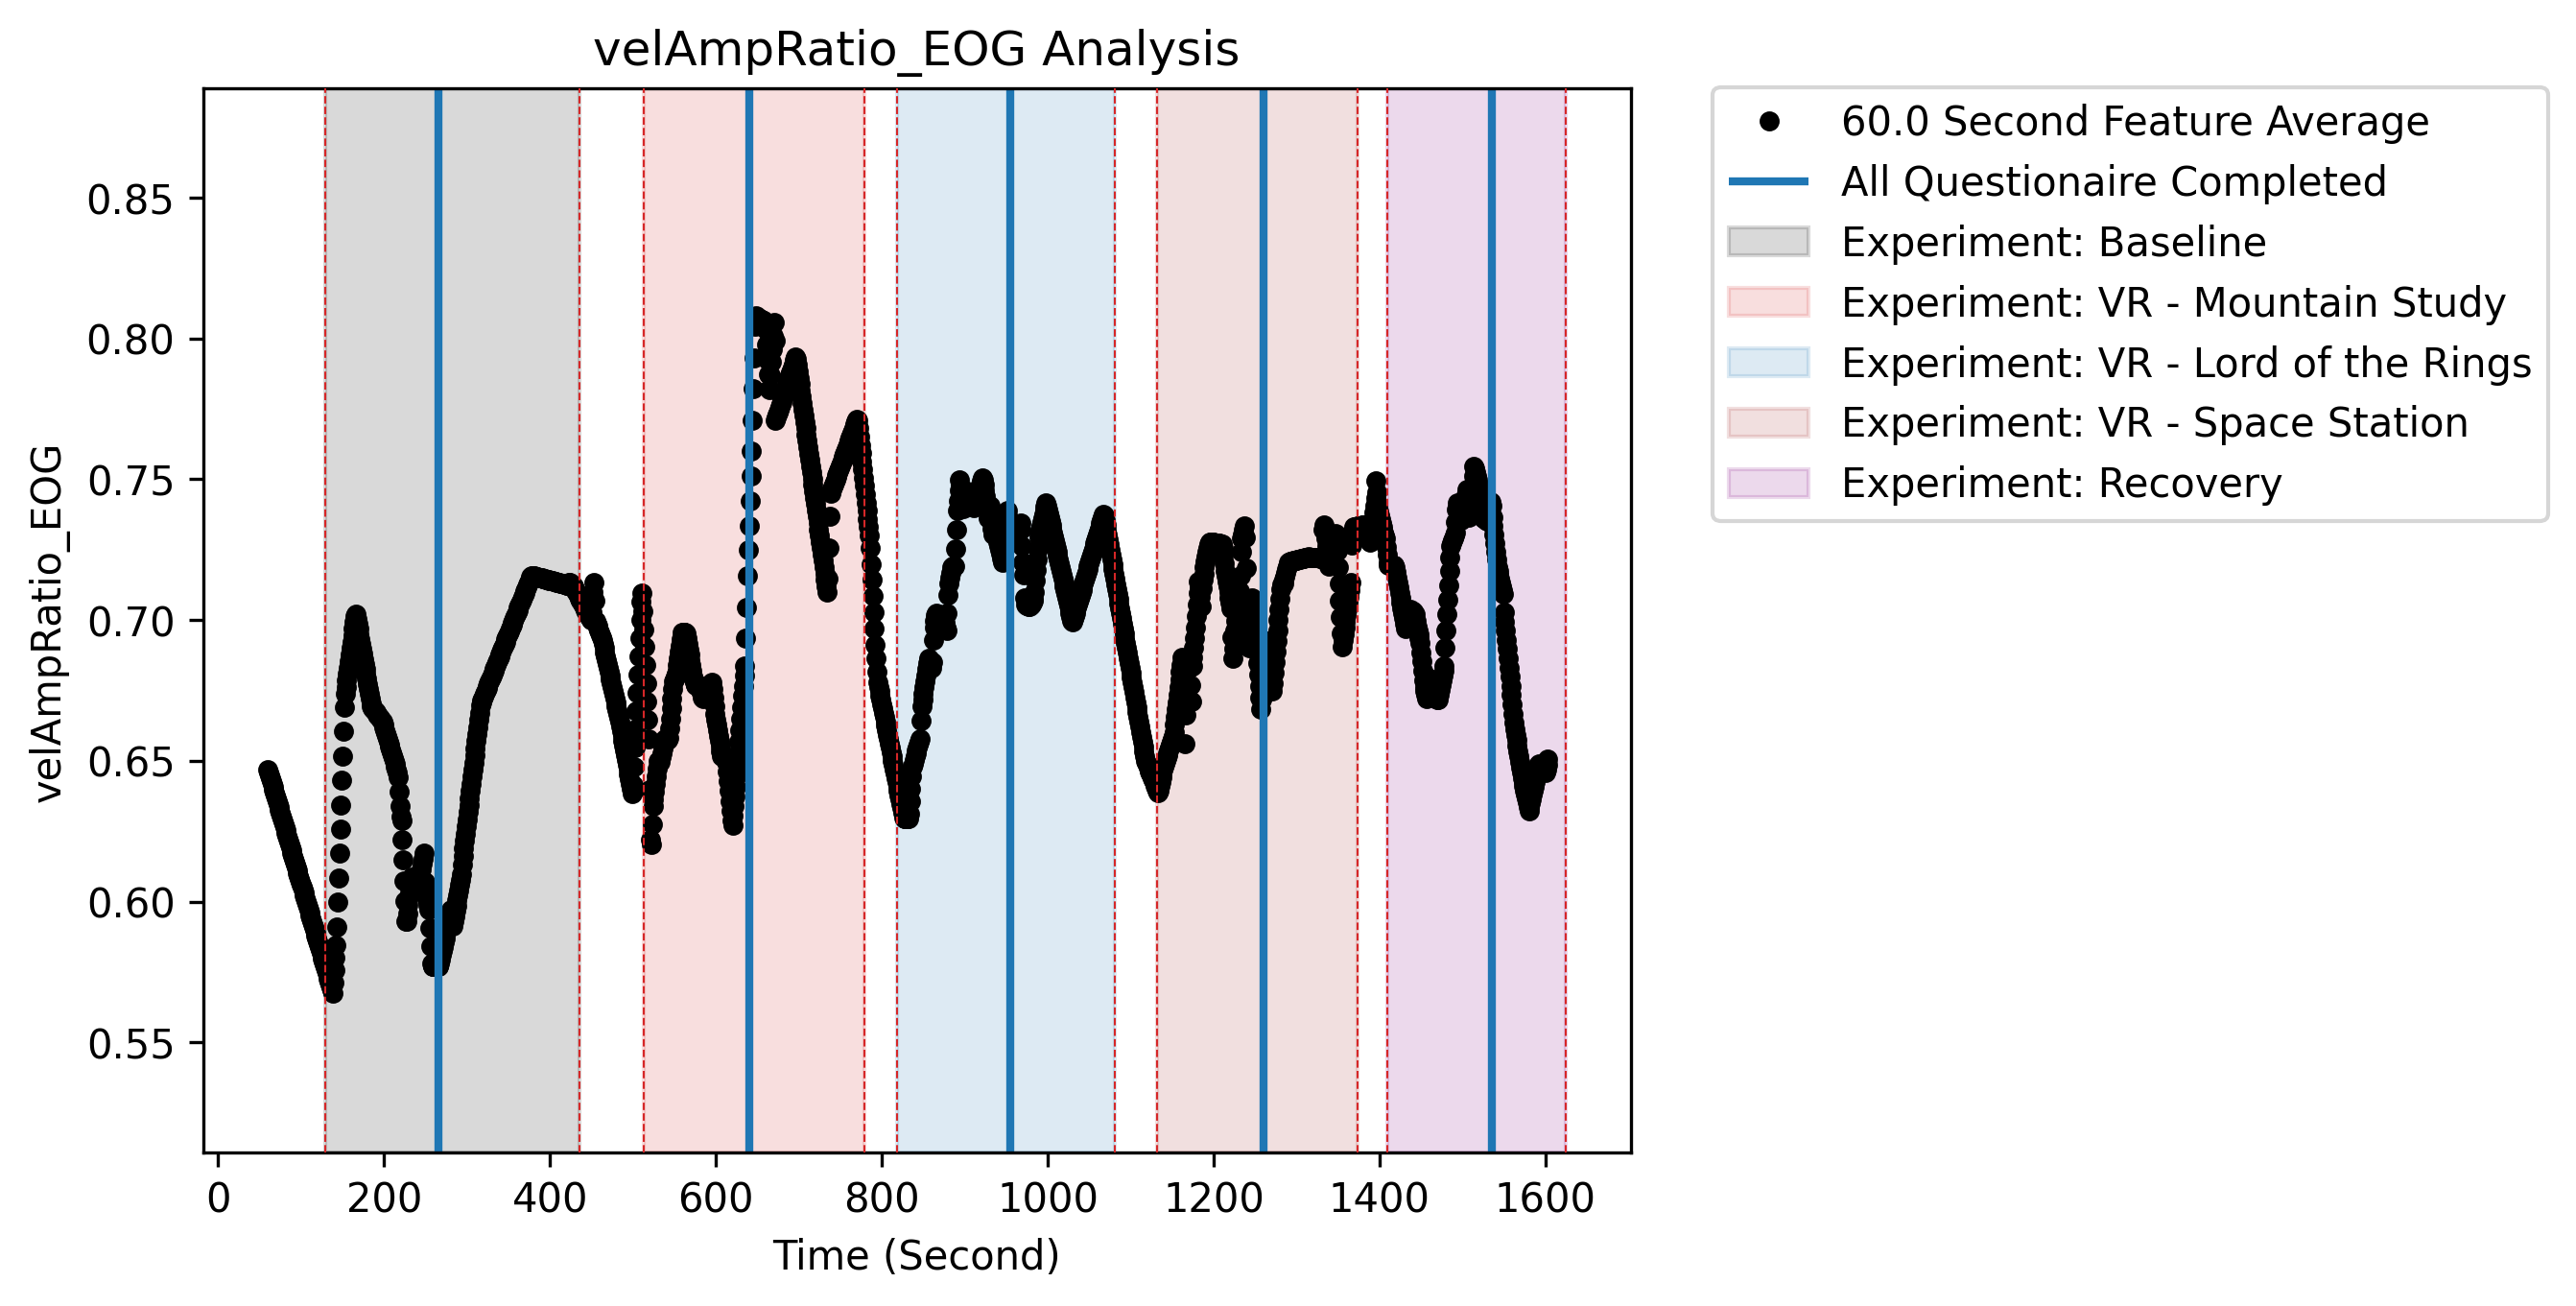 velAmpRatio_EOG Analysis
velAmpRatio_EOG
0.85
0.80
0.75
0.70
0.65
0.60
0.55
0 200 400 600 800 1000 1200 1400 1600
Time (Second)
60.0 Second Feature Average
All Questionaire Completed
Experiment: Baseline
Experiment: VR - Mountain Study
Experiment: VR - Lord of the Rings
Experiment: VR - Space Station
Experiment: Recovery